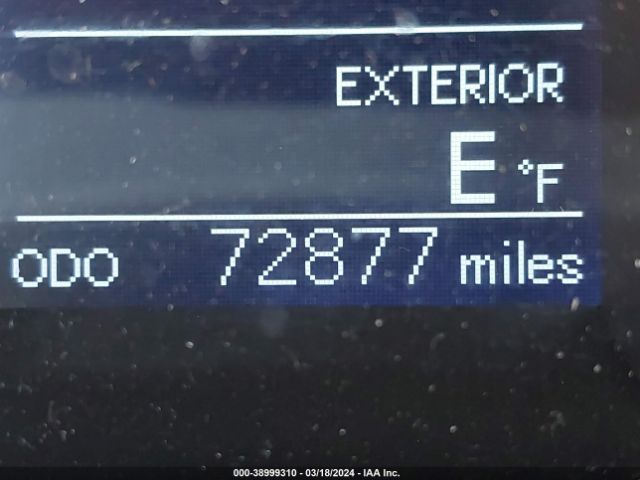 EXTERIOR
E °F
ODO 72877 miles
000-38999310 - 03/18/2024 - IAA Inc.